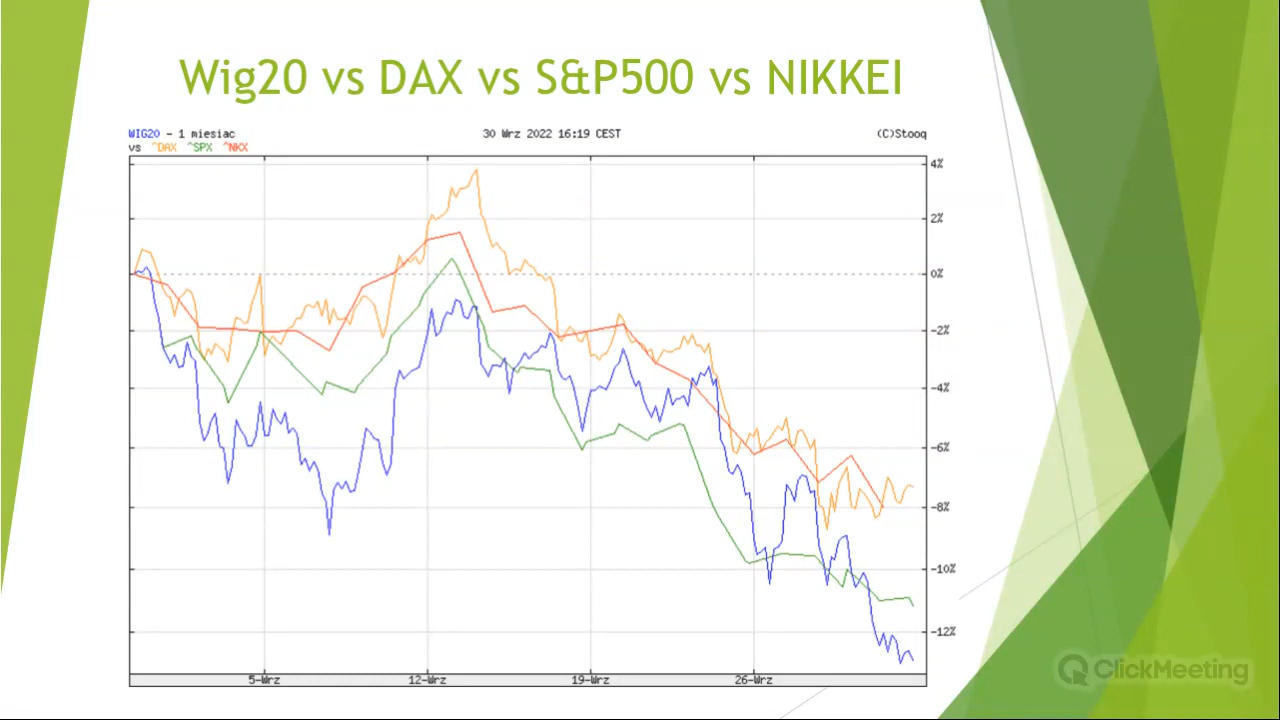 Wig20 vs DAX vs S&P500 vs NIKKEI
WIG20 - 1 miesiac 30 Wrz 2022 16:19 CEST (C)Stooq
vs ^DAX ^SPX ^NKX
4%
2%
0%
-2%
-4%
-6%
-8%
-10%
-12%
5-Wrz 12-Wrz 19-Wrz 26-Wrz
ClickMeeting